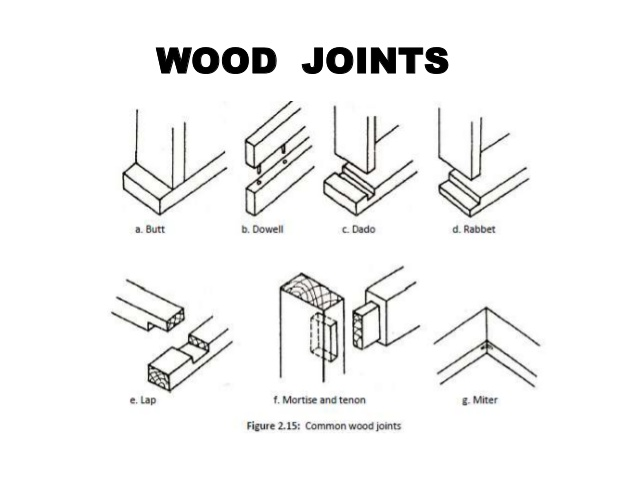 WOOD JOINTS
a. Butt
b. Dowell
c. Dado
d. Rabbet
e. Lap
f. Mortise and tenon
g. Miter
Figure 2.15: Common wood joints